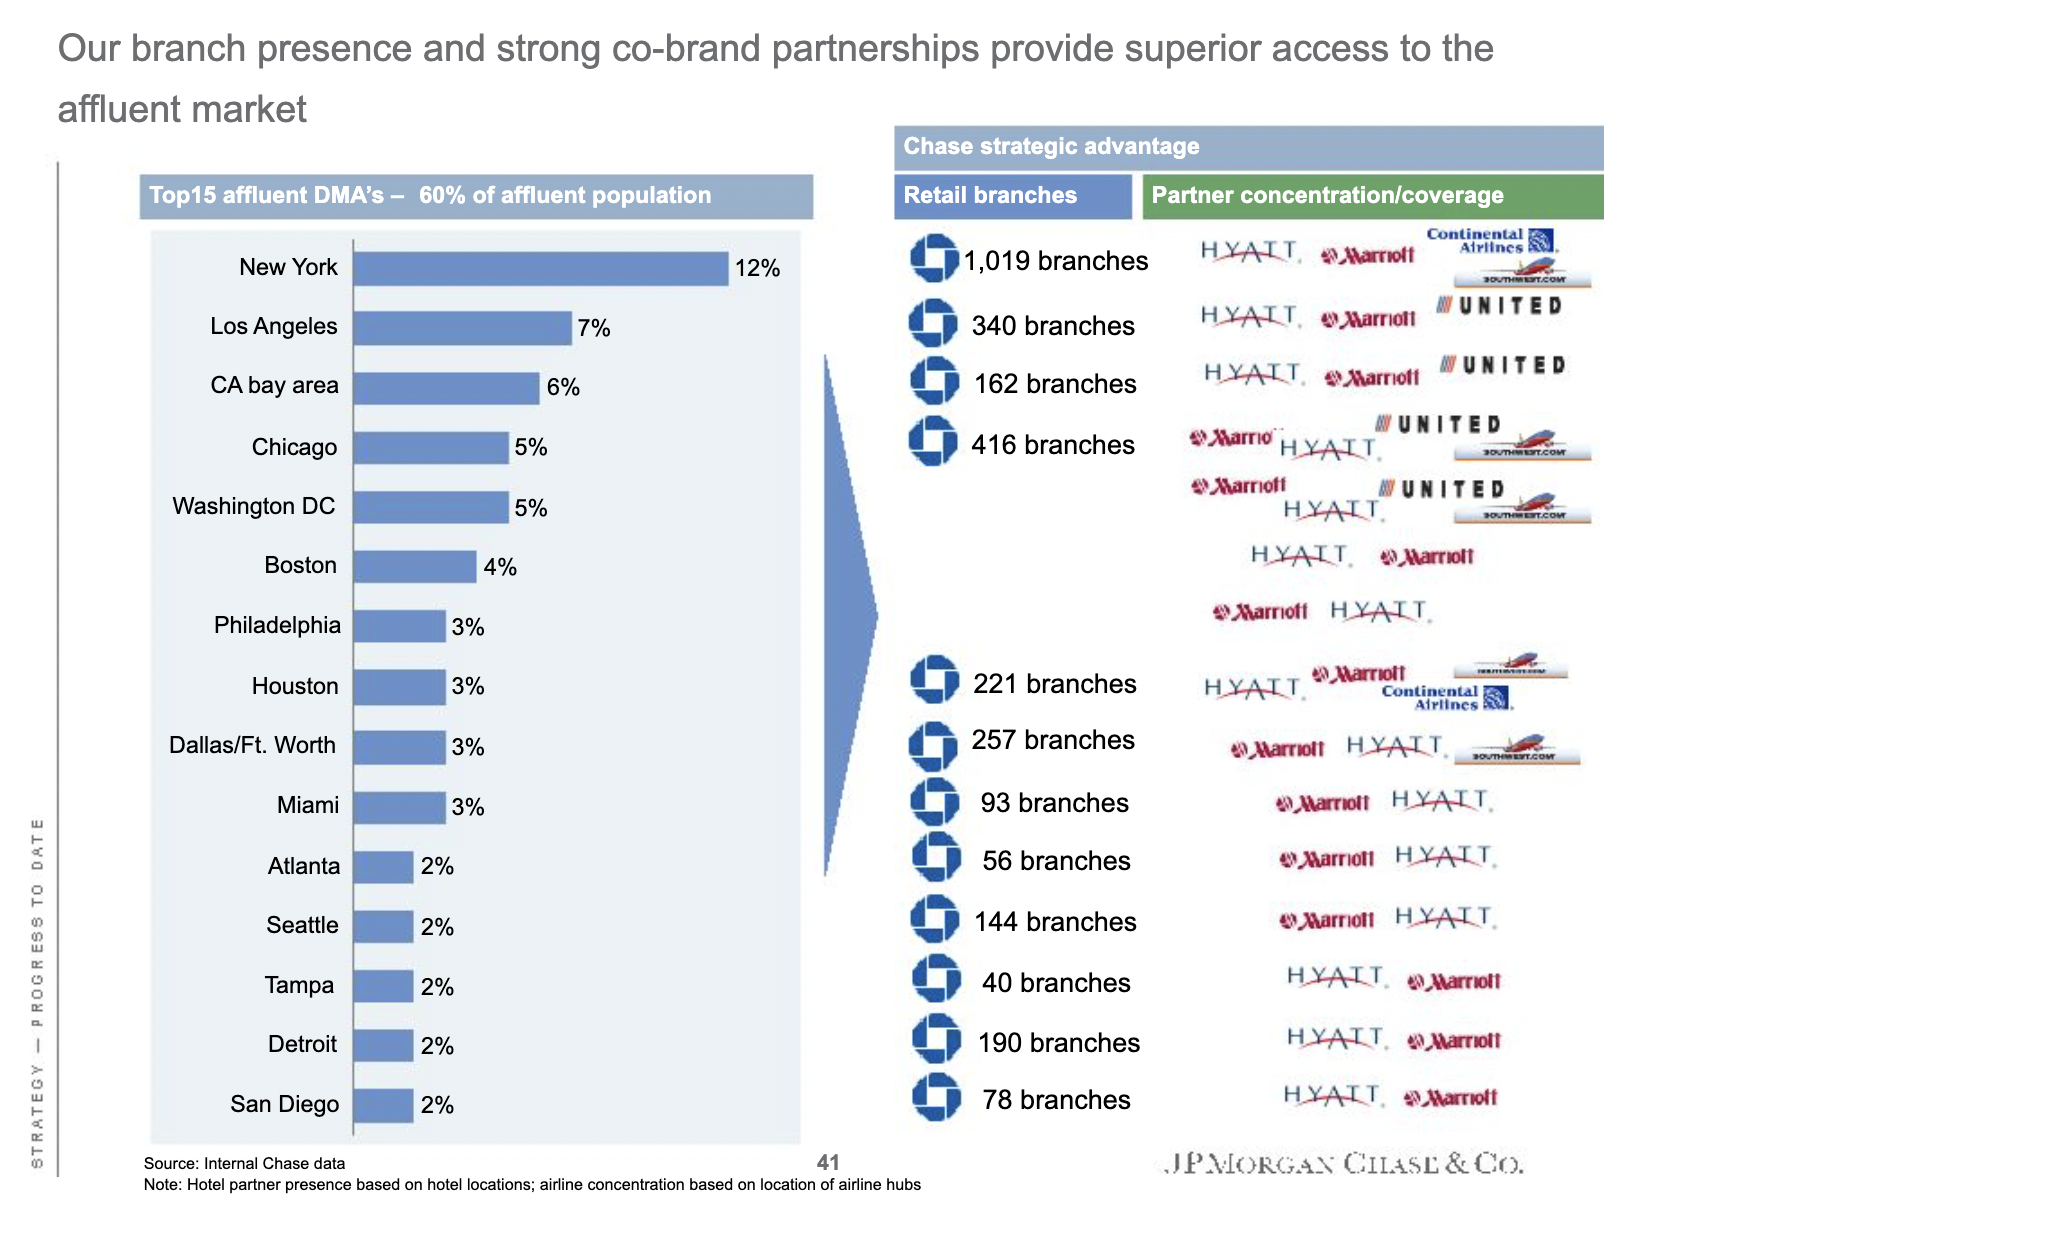 Our branch presence and strong co-brand partnerships provide superior access to the
affluent market
Chase strategic advantage
Top15 affluent DMA's – 60% of affluent population
Retail branches
Partner concentration/coverage
New York 12% 1,019 branches HYATT Marriott Continental Airlines SOUTHWEST.COM
Los Angeles 7% 340 branches HYATT Marriott UNITED
CA bay area 6% 162 branches HYATT Marriott UNITED
Chicago 5% 416 branches Marrio HYATT UNITED SOUTHWEST.COM
Washington DC 5% Marriott HYATT UNITED SOUTHWEST.COM
Boston 4% HYATT Marriott
Philadelphia 3% Marriott HYATT
Houston 3% 221 branches HYATT Marriott SOUTHWEST.COM Continental Airlines
Dallas/Ft. Worth 3% 257 branches Marriott HYATT SOUTHWEST.COM
Miami 3% 93 branches Marriott HYATT
Atlanta 2% 56 branches Marriott HYATT
Seattle 2% 144 branches Marriott HYATT
Tampa 2% 40 branches HYATT Marriott
Detroit 2% 190 branches HYATT Marriott
San Diego 2% 78 branches HYATT Marriott
STRATEGY — PROGRESS TO DATE
Source: Internal Chase data
Note: Hotel partner presence based on hotel locations; airline concentration based on location of airline hubs
41
JPMORGAN CHASE & CO.